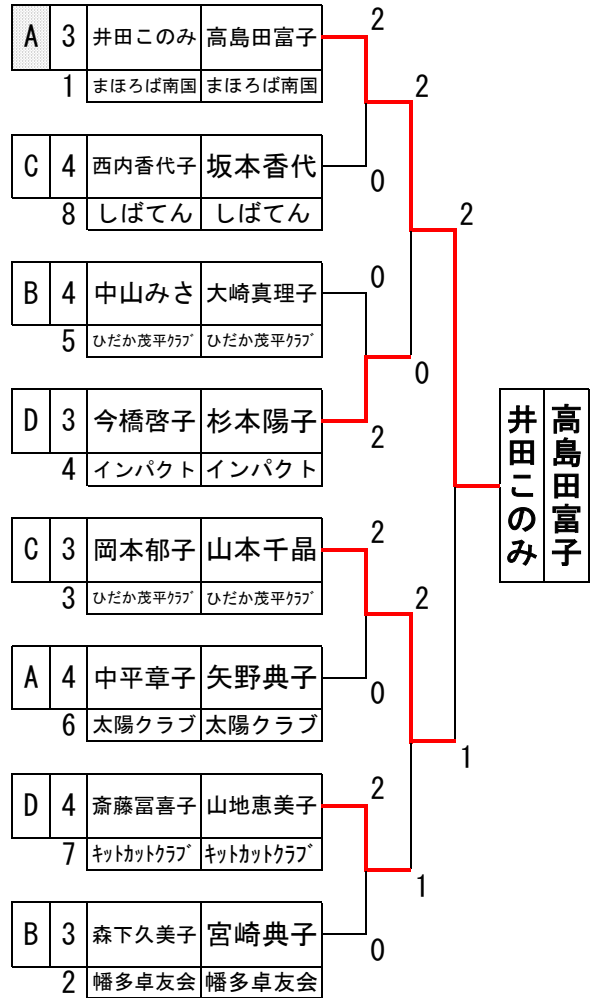 A 3 井田このみ 高島田富子
1 まほろば南国 まほろば南国
2
2
C 4 西内香代子 坂本香代
8 しばてん しばてん
0
2
B 4 中山みさ 大崎真理子
5 ひだか茂平ｸﾗﾌﾞ ひだか茂平ｸﾗﾌﾞ
0
0
D 3 今橋啓子 杉本陽子
4 インパクト インパクト
2
高島田富子
井田このみ
C 3 岡本郁子 山本千晶
3 ひだか茂平ｸﾗﾌﾞ ひだか茂平ｸﾗﾌﾞ
2
2
A 4 中平章子 矢野典子
6 太陽クラブ 太陽クラブ
0
1
D 4 斎藤冨喜子 山地恵美子
7 ｷｯﾄｶｯﾄｸﾗﾌﾞ ｷｯﾄｶｯﾄｸﾗﾌﾞ
2
1
B 3 森下久美子 宮崎典子
2 幡多卓友会 幡多卓友会
0